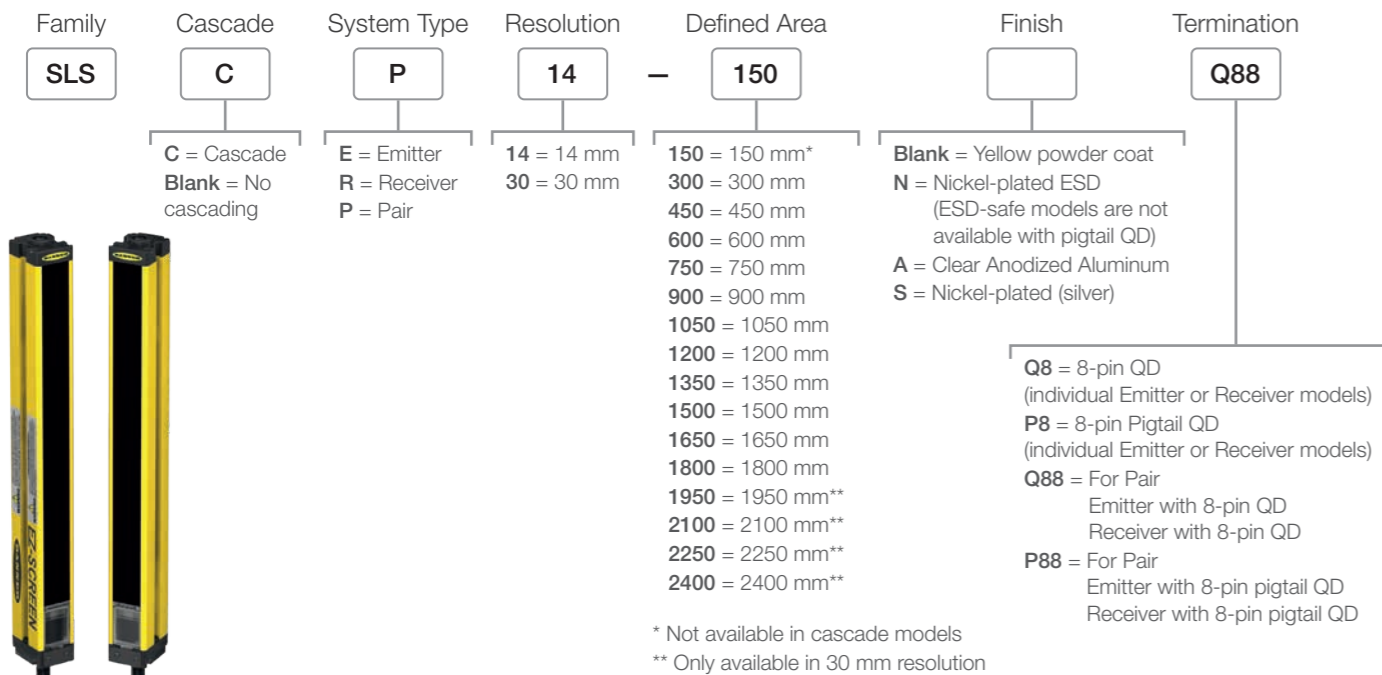 Family Cascade System Type Resolution Defined Area Finish Termination
SLS C P 14 – 150 Q88
C = Cascade
Blank = No
cascading
E = Emitter
R = Receiver
P = Pair
14 = 14 mm
30 = 30 mm
150 = 150 mm*
300 = 300 mm
450 = 450 mm
600 = 600 mm
750 = 750 mm
900 = 900 mm
1050 = 1050 mm
1200 = 1200 mm
1350 = 1350 mm
1500 = 1500 mm
1650 = 1650 mm
1800 = 1800 mm
1950 = 1950 mm**
2100 = 2100 mm**
2250 = 2250 mm**
2400 = 2400 mm**
* Not available in cascade models
** Only available in 30 mm resolution
Blank = Yellow powder coat
N = Nickel-plated ESD
(ESD-safe models are not
available with pigtail QD)
A = Clear Anodized Aluminum
S = Nickel-plated (silver)
Q8 = 8-pin QD
(individual Emitter or Receiver models)
P8 = 8-pin Pigtail QD
(individual Emitter or Receiver models)
Q88 = For Pair
Emitter with 8-pin QD
Receiver with 8-pin QD
P88 = For Pair
Emitter with 8-pin pigtail QD
Receiver with 8-pin pigtail QD
EZ-SCREEN
BANNER